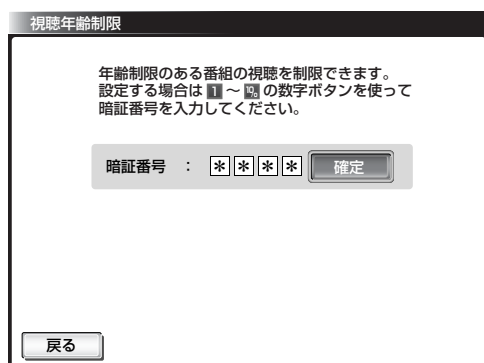 視聴年齢制限
年齢制限のある番組の視聴を制限できます。
設定する場合は 1 ～ 10 の数字ボタンを使って
暗証番号を入力してください。
暗証番号 ： ＊ ＊ ＊ ＊ 確定
戻る